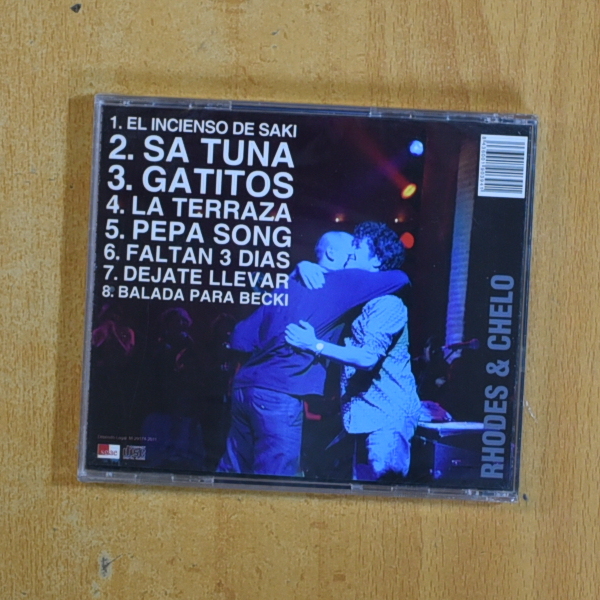 1. EL INCIENSO DE SAKI
2. SA TUNA
3. GATITOS
4. LA TERRAZA
5. PEPA SONG
6. FALTAN 3 DIAS
7. DEJATE LLEVAR
8. BALADA PARA BECKI
RHODES & CHELO